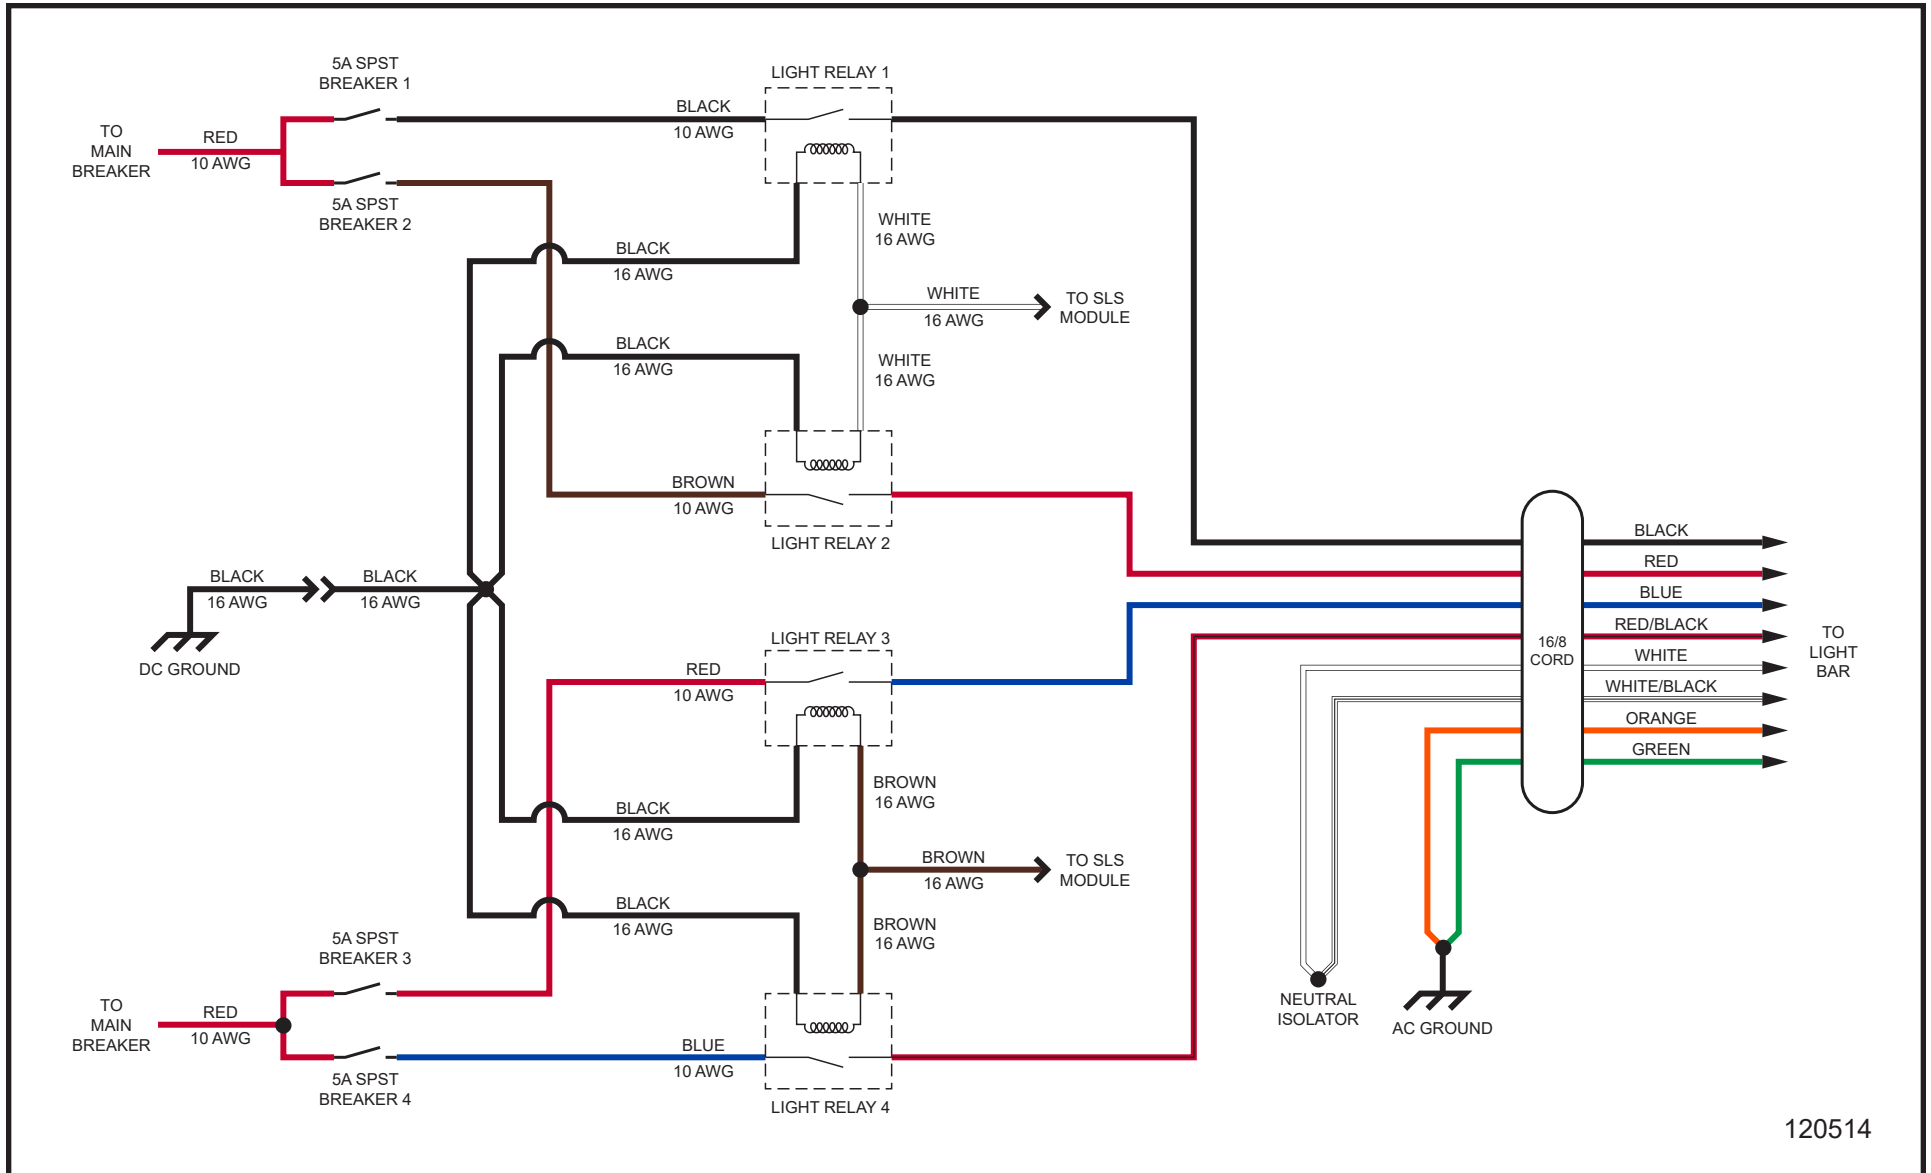 5A SPST
BREAKER 1
LIGHT RELAY 1
BLACK
10 AWG
TO
MAIN
BREAKER
RED
10 AWG
5A SPST
BREAKER 2
WHITE
16 AWG
BLACK
16 AWG
WHITE
16 AWG
TO SLS
MODULE
BLACK
16 AWG
WHITE
16 AWG
BROWN
10 AWG
LIGHT RELAY 2
BLACK
16 AWG
BLACK
16 AWG
DC GROUND
LIGHT RELAY 3
RED
10 AWG
BROWN
16 AWG
BLACK
16 AWG
BROWN
16 AWG
TO SLS
MODULE
BLACK
16 AWG
BROWN
16 AWG
5A SPST
BREAKER 3
TO
MAIN
BREAKER
RED
10 AWG
5A SPST
BREAKER 4
BLUE
10 AWG
LIGHT RELAY 4
16/8
CORD
BLACK
RED
BLUE
RED/BLACK
WHITE
WHITE/BLACK
ORANGE
GREEN
TO
LIGHT
BAR
NEUTRAL
ISOLATOR
AC GROUND
120514